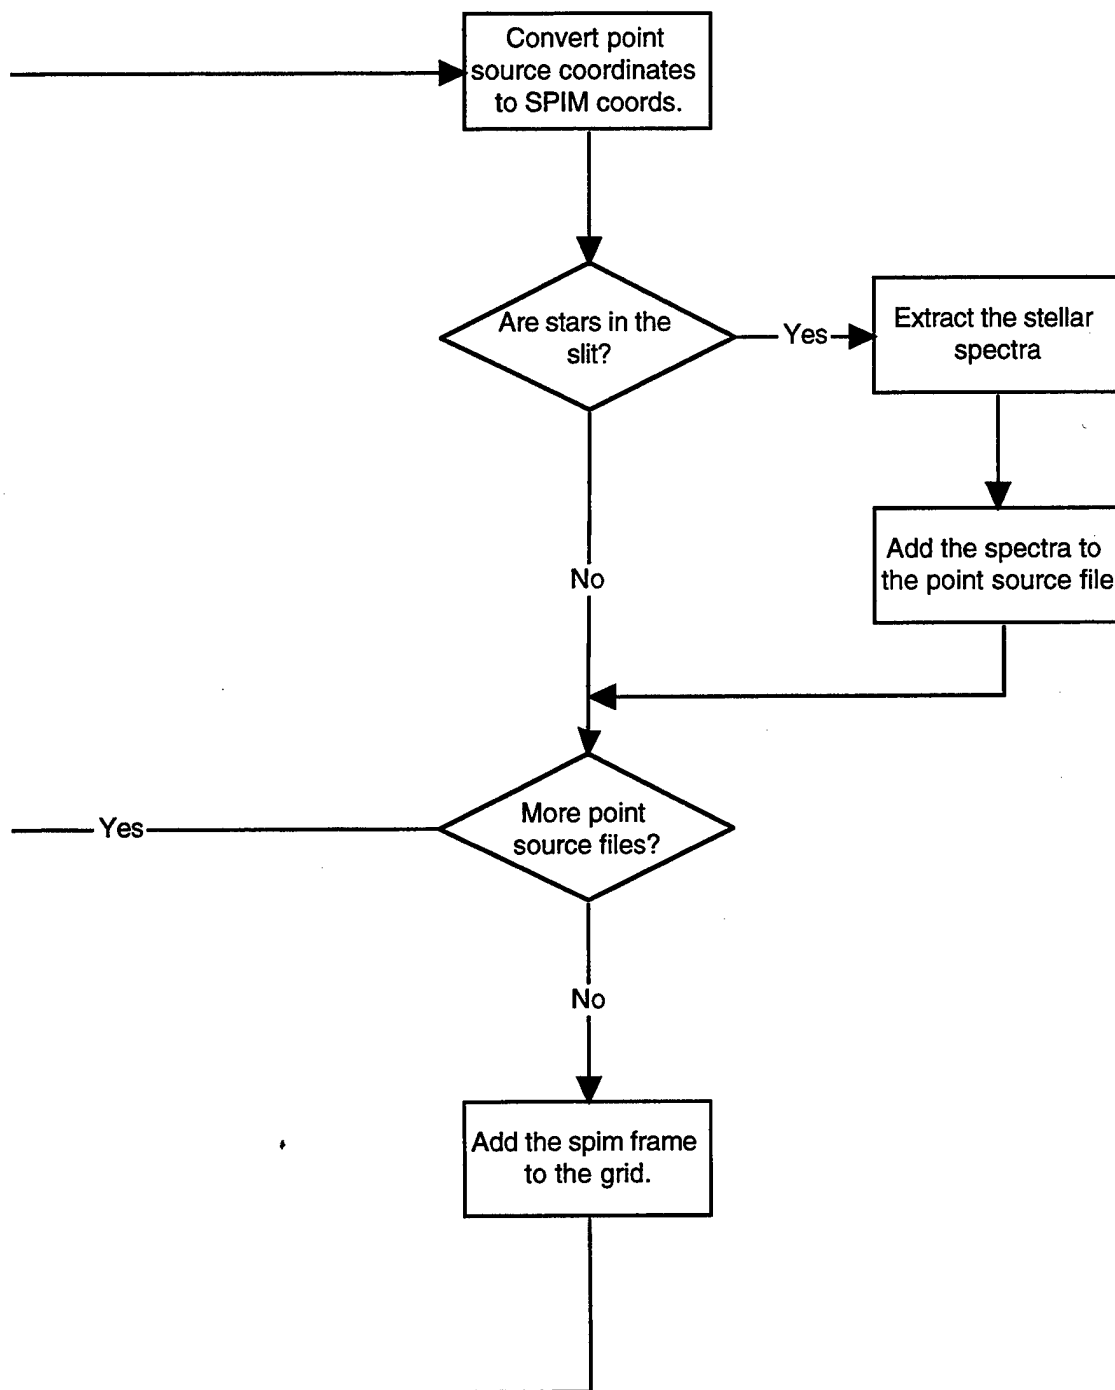 Convert point
source coordinates
to SPIM coords.
Are stars in the
slit?
Yes
Extract the stellar
spectra
Add the spectra to
the point source file
No
More point
source files?
Yes
No
Add the spim frame
to the grid.